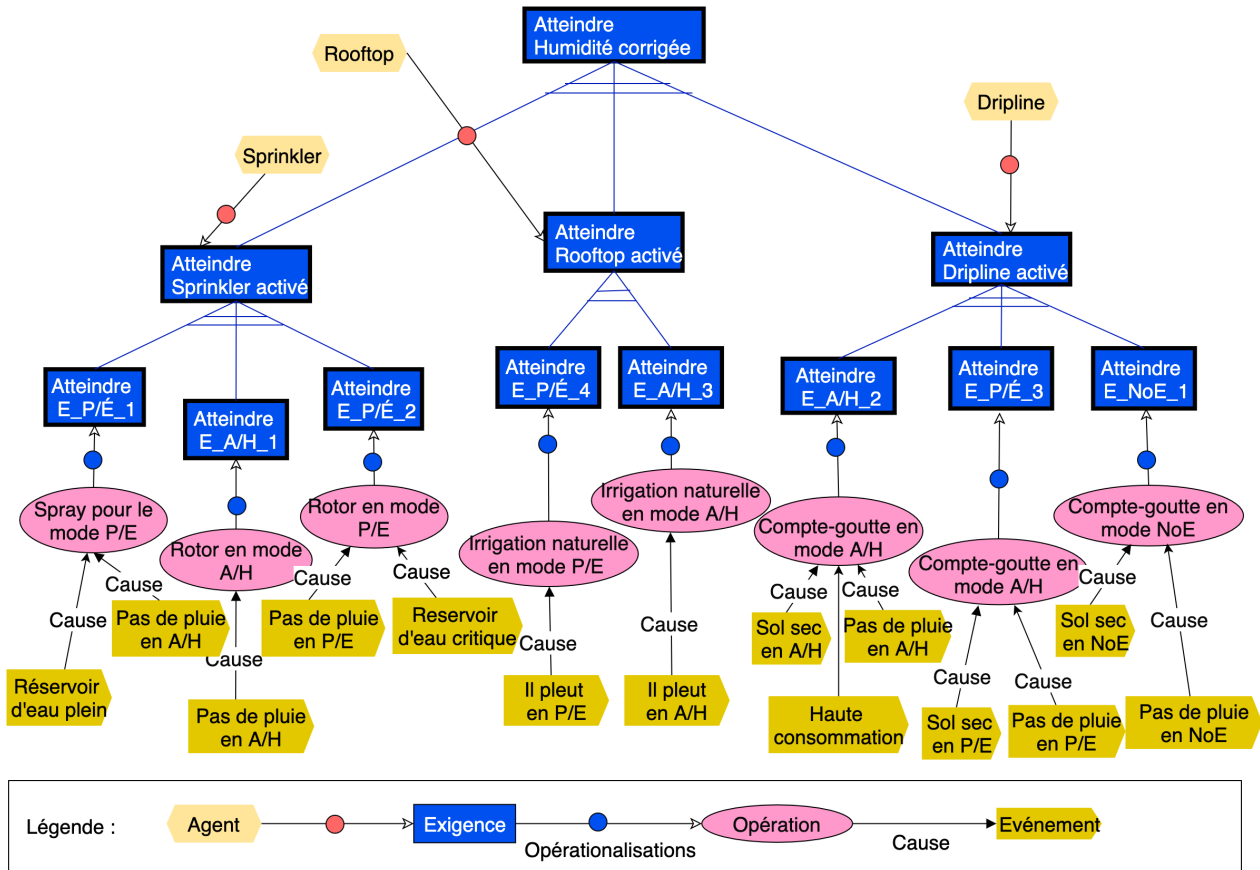 Atteindre
Humidité corrigée
Rooftop
Dripline
Sprinkler
Atteindre
Sprinkler activé
Atteindre
Rooftop activé
Atteindre
Dripline activé
Atteindre
E_P/É_1
Atteindre
E_A/H_1
Atteindre
E_P/É_2
Atteindre
E_P/É_4
Atteindre
E_A/H_3
Atteindre
E_A/H_2
Atteindre
E_P/É_3
Atteindre
E_NoE_1
Spray pour le
mode P/E
Rotor en mode
A/H
Rotor en mode
P/E
Irrigation naturelle
en mode P/E
Irrigation naturelle
en mode A/H
Compte-goutte en
mode A/H
Compte-goutte en
mode A/H
Compte-goutte en
mode NoE
Cause
Cause
Cause
Cause
Cause
Cause
Cause
Cause
Cause
Cause
Cause
Cause
Cause
Réservoir
d'eau plein
Pas de pluie
en A/H
Pas de pluie
en A/H
Pas de pluie
en P/E
Reservoir
d'eau critique
Il pleut
en P/E
Il pleut
en A/H
Sol sec
en A/H
Haute
consommation
Pas de pluie
en A/H
Sol sec
en P/E
Pas de pluie
en P/E
Sol sec
en NoE
Pas de pluie
en NoE
Légende :
Agent
Exigence
Opérationalisations
Opération
Cause
Evénement